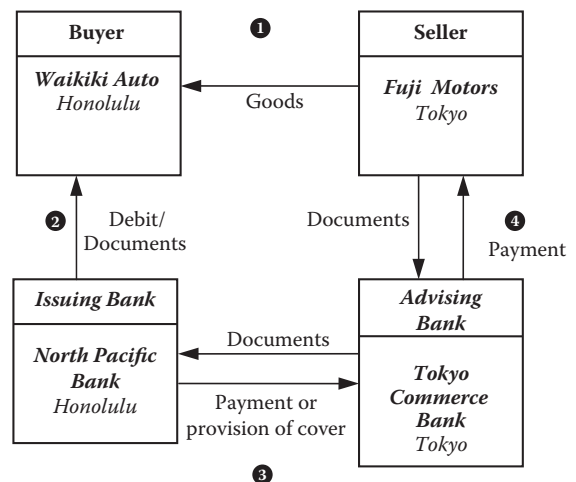 Buyer
❶
Seller
Waikiki Auto
Honolulu
Goods
Fuji Motors
Tokyo
❷
Debit/
Documents
Documents
❹
Payment
Issuing Bank
North Pacific
Bank
Honolulu
Documents
Payment or
provision of cover
Advising
Bank
Tokyo
Commerce
Bank
Tokyo
❸